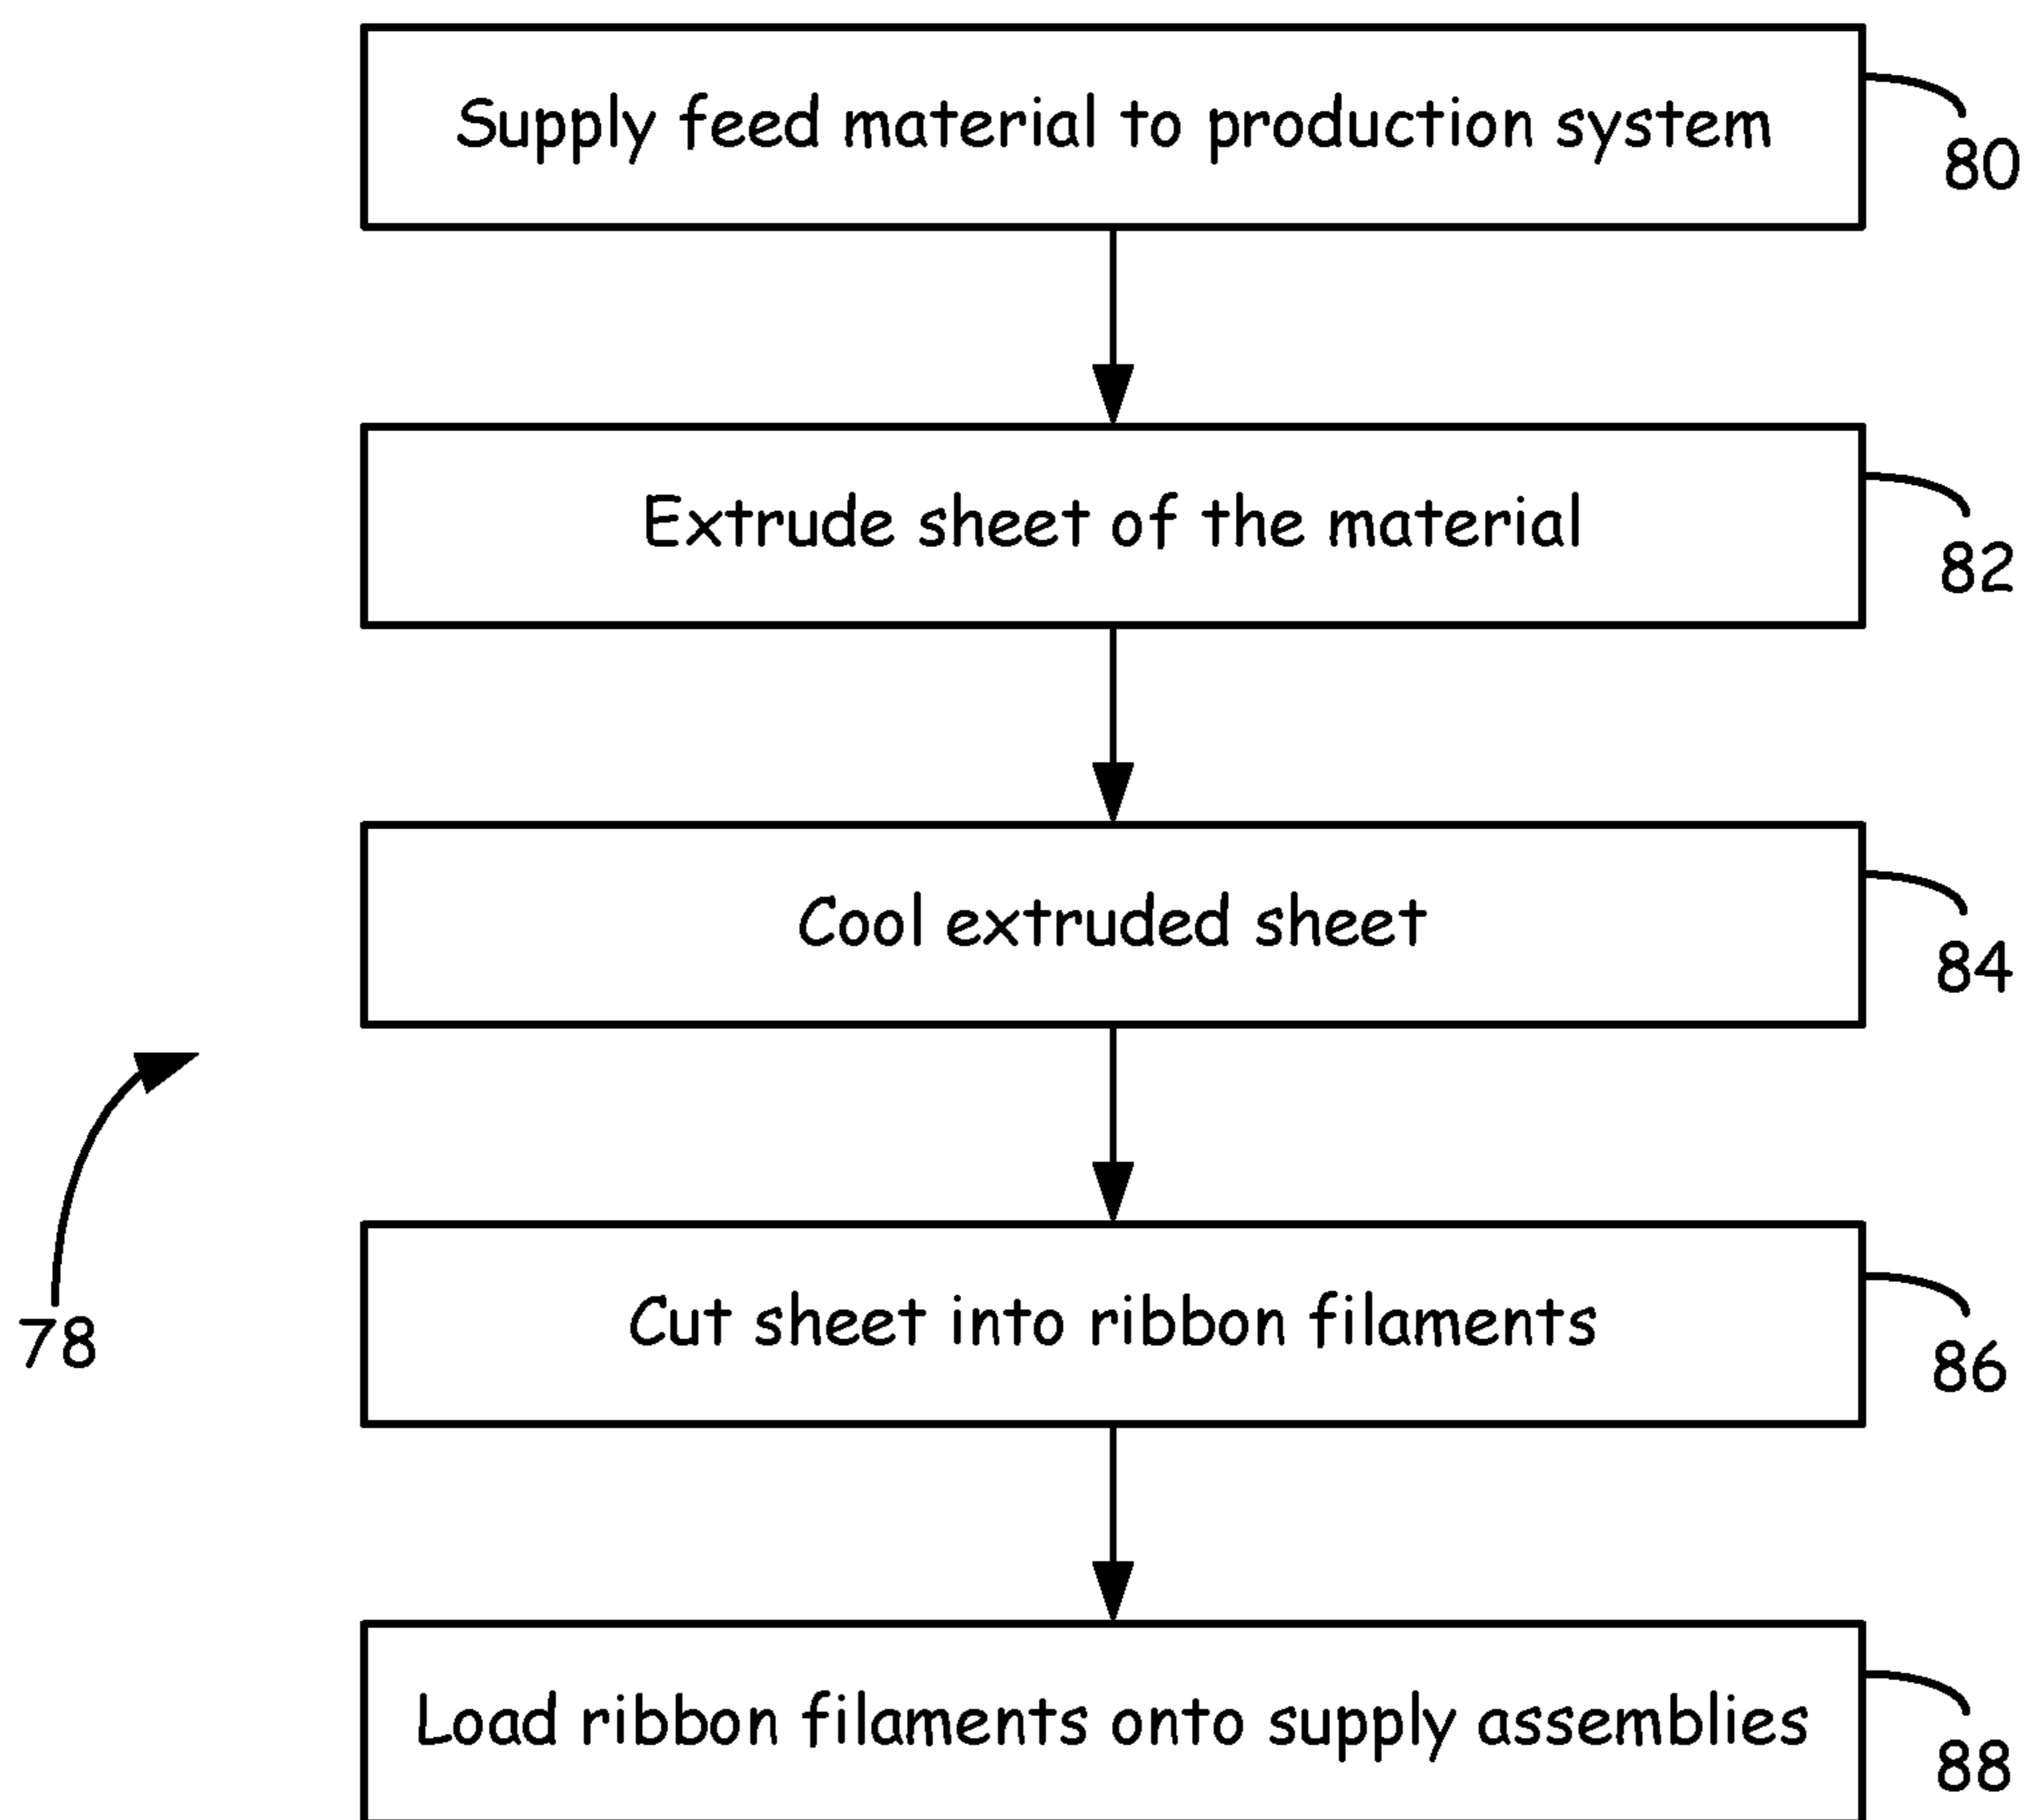 Supply feed material to production system
80
Extrude sheet of the material
82
Cool extruded sheet
84
Cut sheet into ribbon filaments
78
86
Load ribbon filaments onto supply assemblies
88